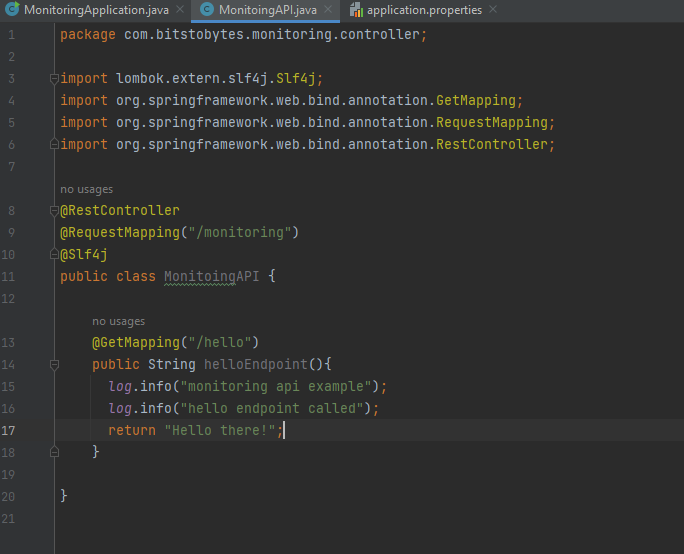 MonitoringApplication.java MonitoingAPI.java application.properties
1 package com.bitstobytes.monitoring.controller;
2
3 import lombok.extern.slf4j.Slf4j;
4 import org.springframework.web.bind.annotation.GetMapping;
5 import org.springframework.web.bind.annotation.RequestMapping;
6 import org.springframework.web.bind.annotation.RestController;
7
no usages
8 @RestController
9 @RequestMapping("/monitoring")
10 @Slf4j
11 public class MonitoingAPI {
12
no usages
13 @GetMapping("/hello")
14 public String helloEndpoint(){
15 log.info("monitoring api example");
16 log.info("hello endpoint called");
17 return "Hello there!";
18 }
19
20 }
21